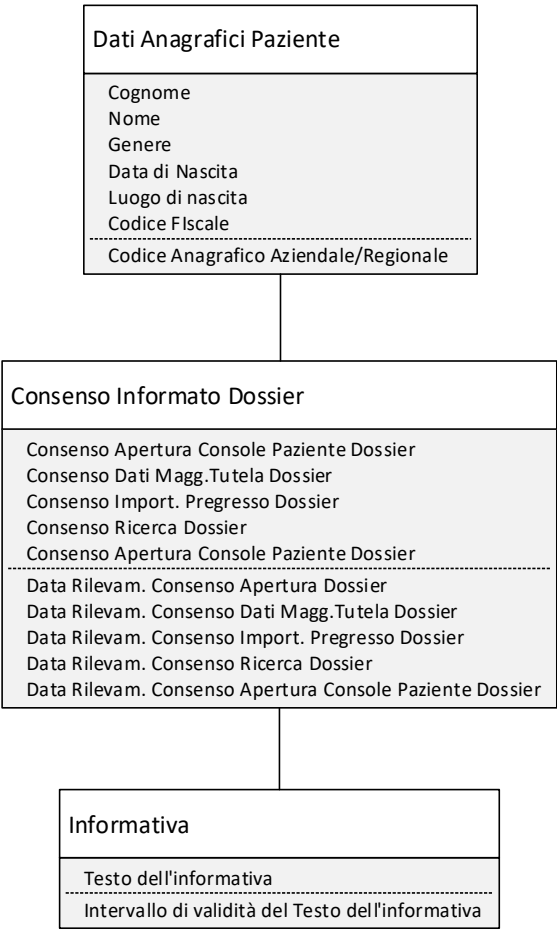 Dati Anagrafici Paziente
Cognome
Nome
Genere
Data di Nascita
Luogo di nascita
Codice FIscale
Codice Anagrafico Aziendale/Regionale
Consenso Informato Dossier
Consenso Apertura Console Paziente Dossier
Consenso Dati Magg.Tutela Dossier
Consenso Import. Pregresso Dossier
Consenso Ricerca Dossier
Consenso Apertura Console Paziente Dossier
Data Rilevam. Consenso Apertura Dossier
Data Rilevam. Consenso Dati Magg.Tutela Dossier
Data Rilevam. Consenso Import. Pregresso Dossier
Data Rilevam. Consenso Ricerca Dossier
Data Rilevam. Consenso Apertura Console Paziente Dossier
Informativa
Testo dell'informativa
Intervallo di validità del Testo dell'informativa